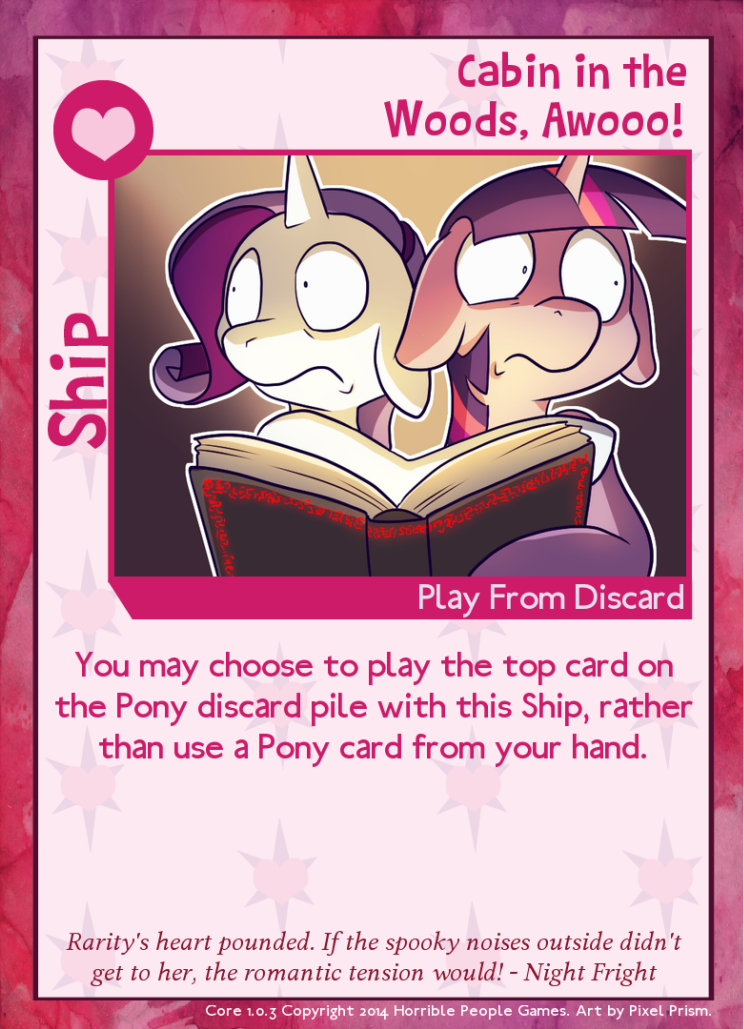 Cabin in the
Woods, Awooo!
Ship
Play From Discard
You may choose to play the top card on
the Pony discard pile with this Ship, rather
than use a Pony card from your hand.
Rarity's heart pounded. If the spooky noises outside didn't
get to her, the romantic tension would! - Night Fright
Core 1.0.3 Copyright 2014 Horrible People Games. Art by Pixel Prism.